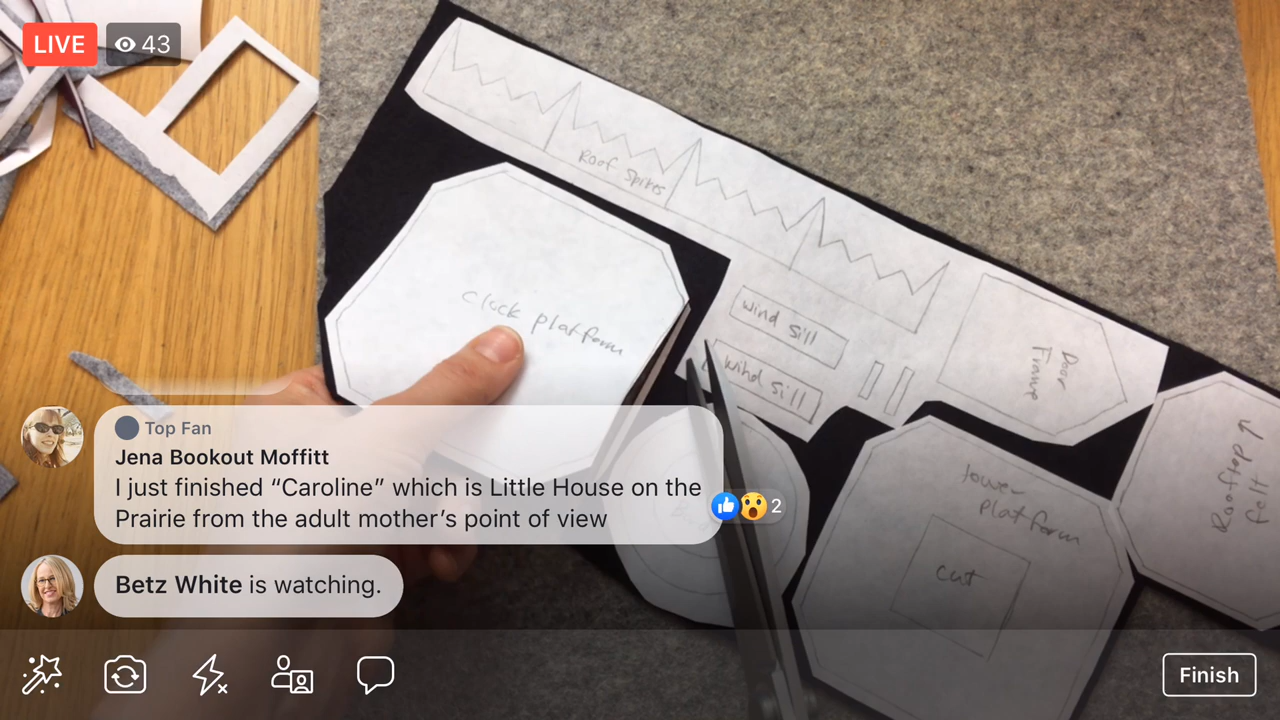 LIVE
43
Roof Spikes
clock platform
wind sill
wind sill
Door
Frame
lower
platform
cut
Rooftop
felt
Top Fan
Jena Bookout Moffitt
I just finished “Caroline” which is Little House on the
Prairie from the adult mother’s point of view
2
Betz White is watching.
Finish